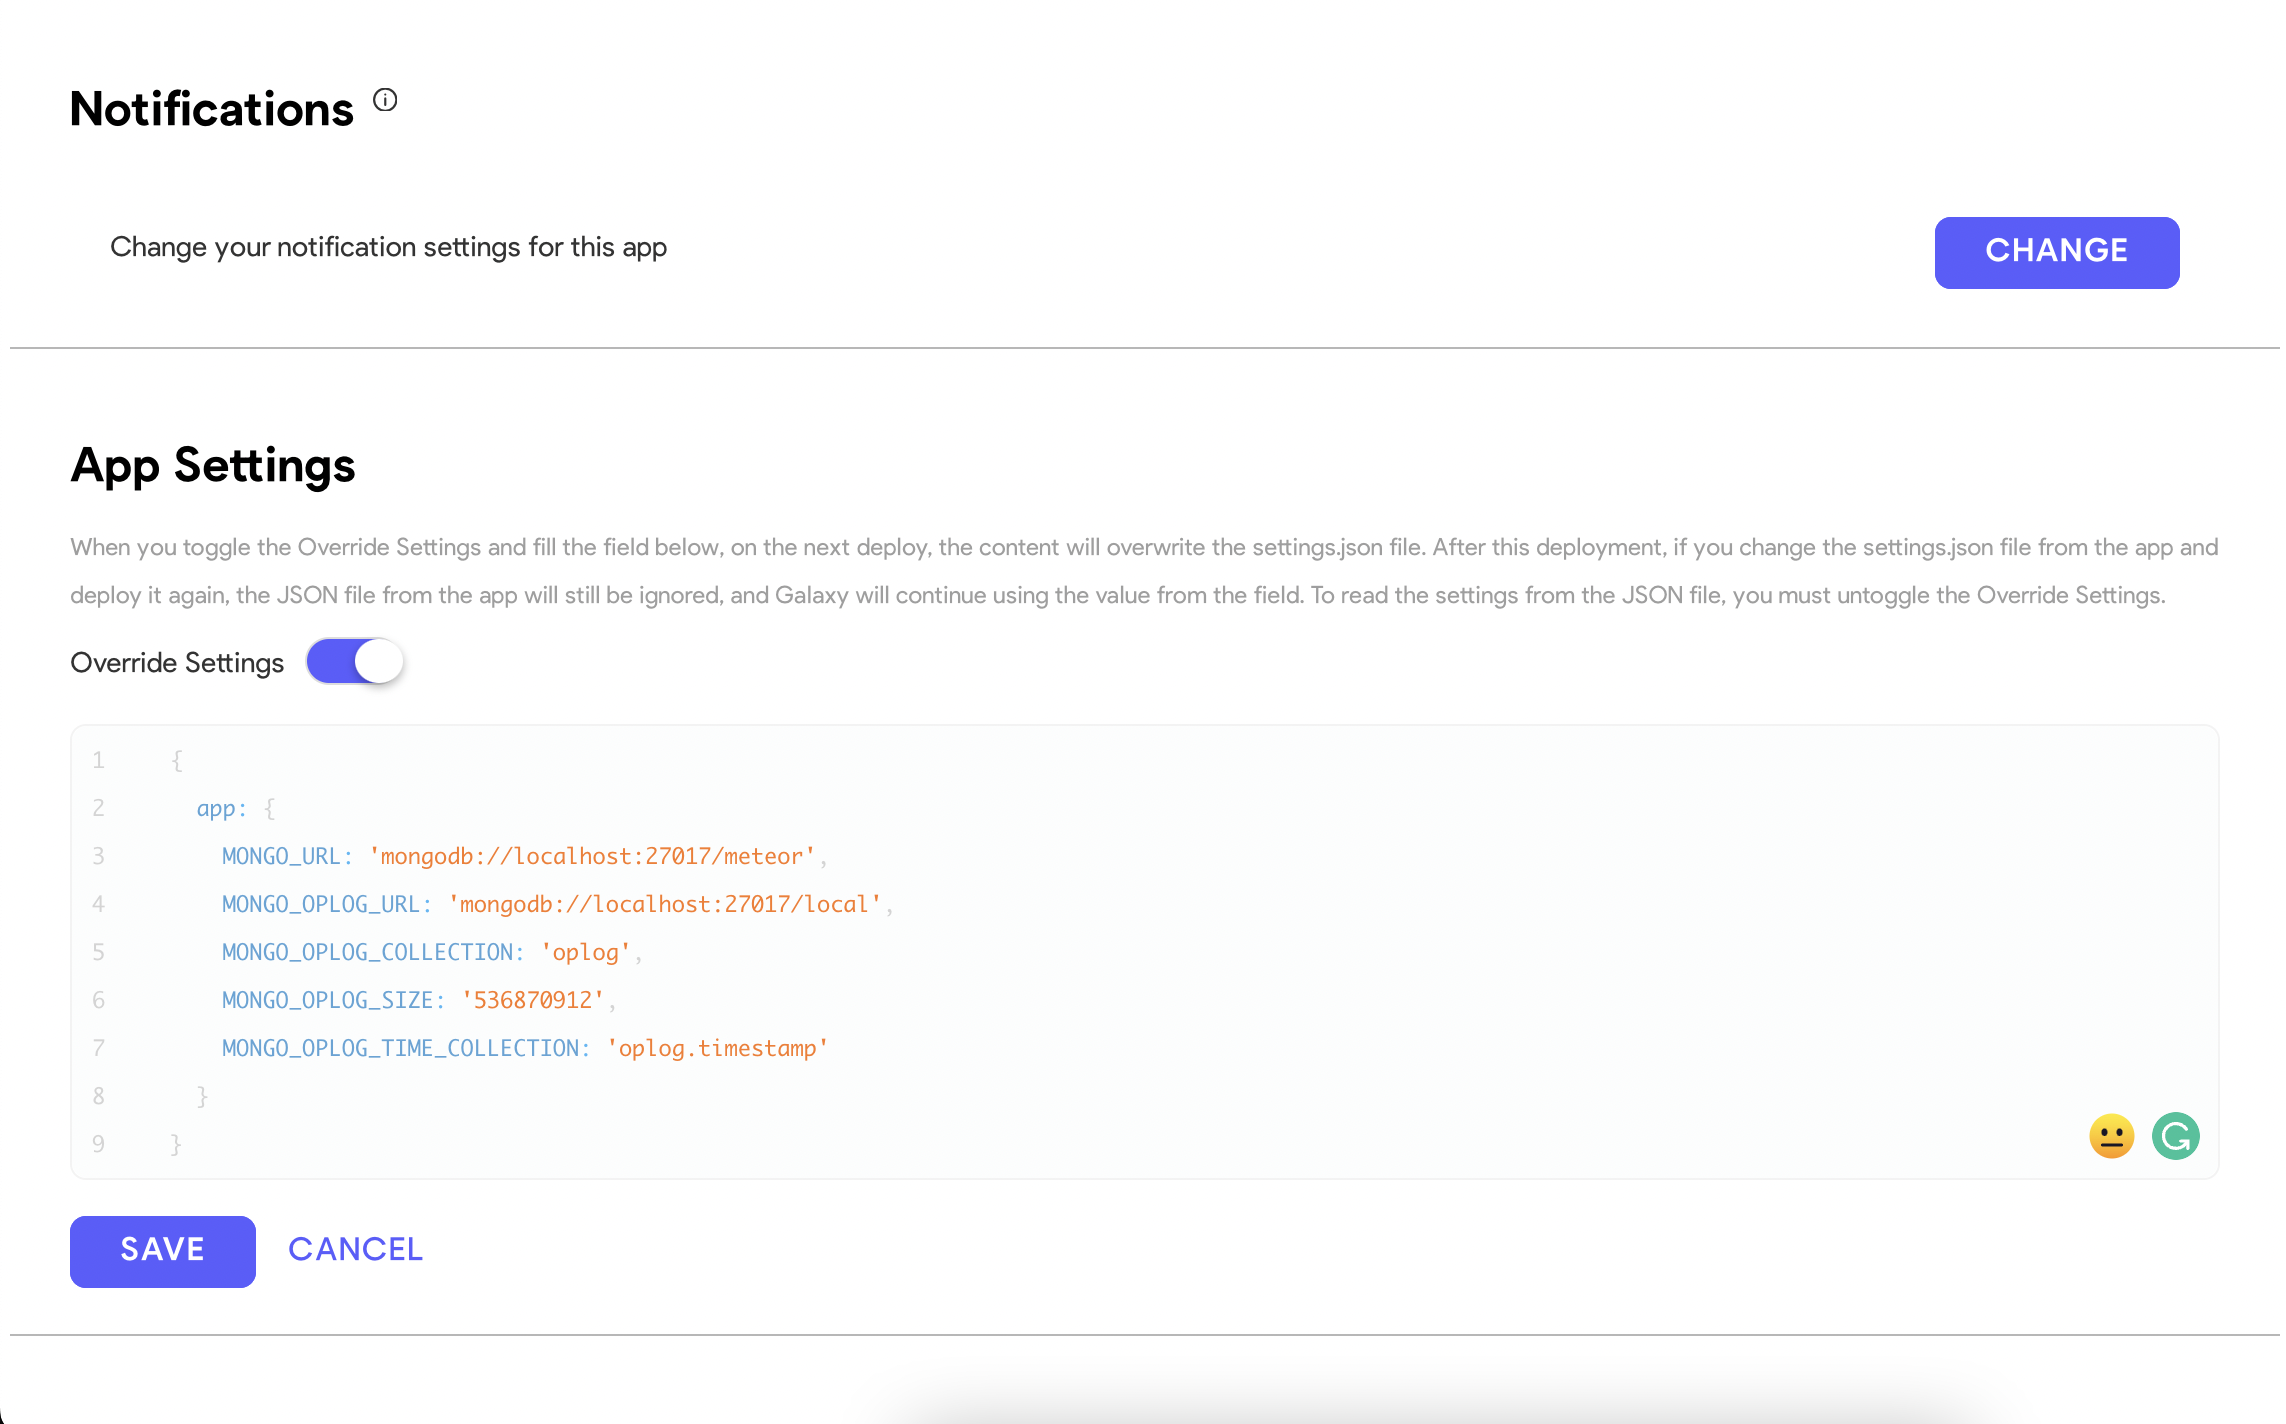 Notifications
Change your notification settings for this app
CHANGE
App Settings
When you toggle the Override Settings and fill the field below, on the next deploy, the content will overwrite the settings.json file. After this deployment, if you change the settings.json file from the app and
deploy it again, the JSON file from the app will still be ignored, and Galaxy will continue using the value from the field. To read the settings from the JSON file, you must untoggle the Override Settings.
Override Settings
1 {
2 app: {
3 MONGO_URL: 'mongodb://localhost:27017/meteor',
4 MONGO_OPLOG_URL: 'mongodb://localhost:27017/local',
5 MONGO_OPLOG_COLLECTION: 'oplog',
6 MONGO_OPLOG_SIZE: '536870912',
7 MONGO_OPLOG_TIME_COLLECTION: 'oplog.timestamp'
8 }
9 }
SAVE CANCEL